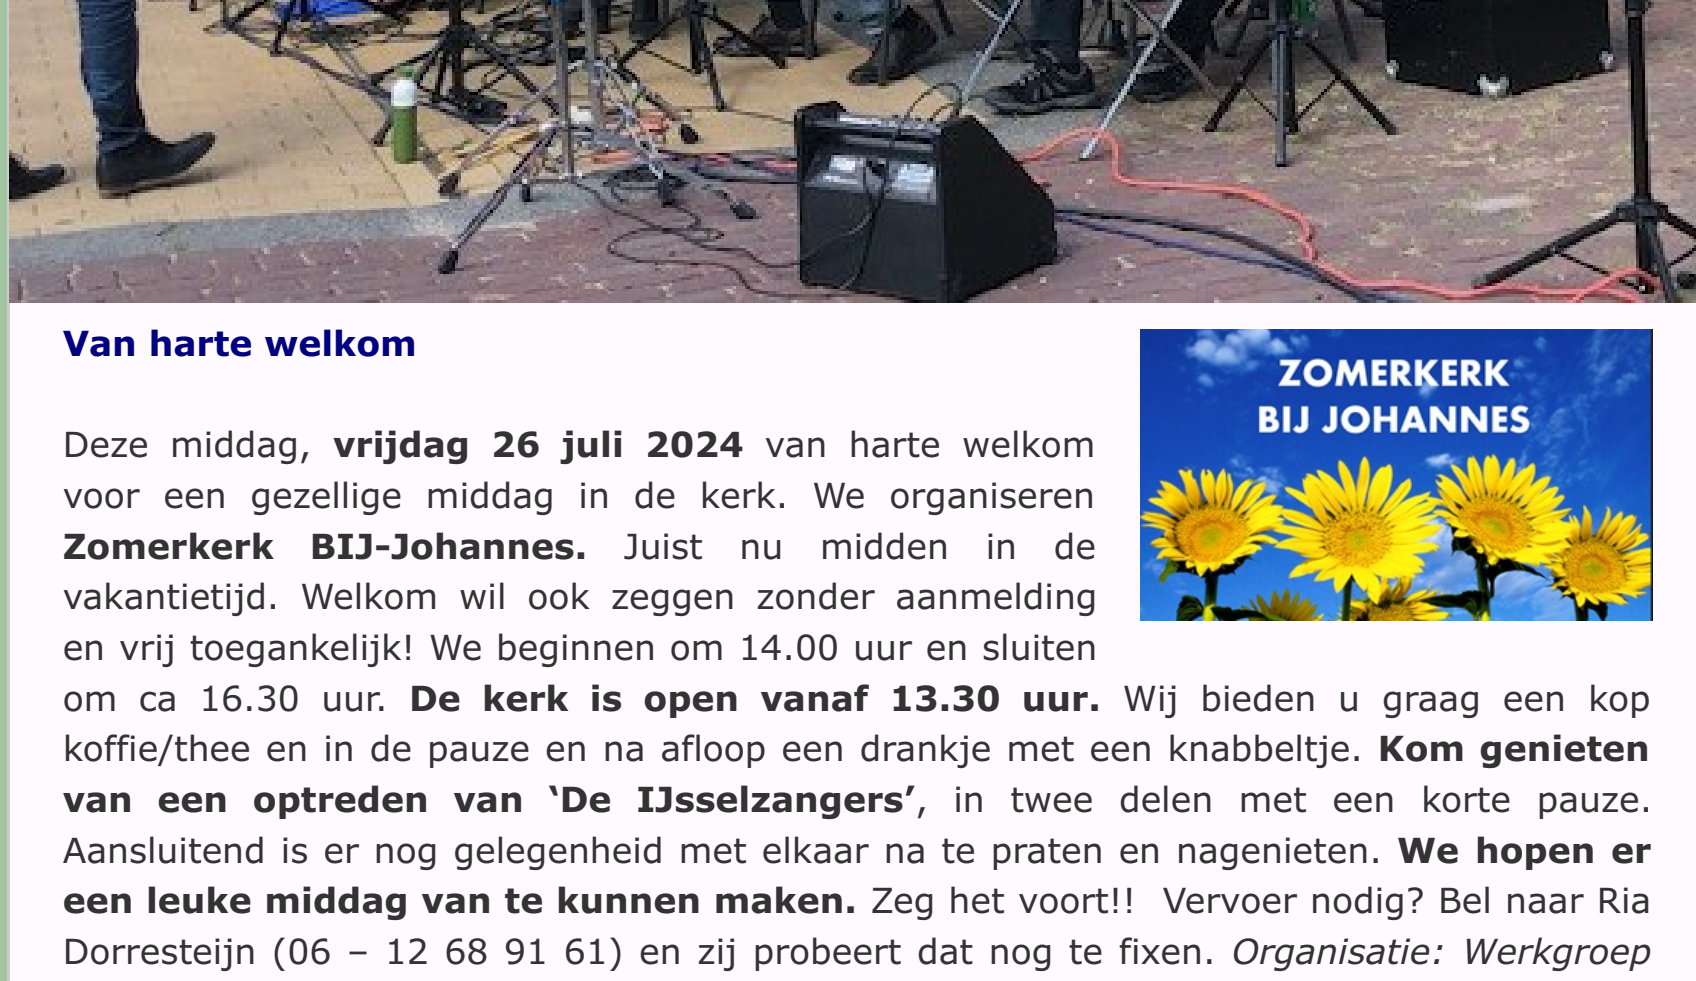 Van harte welkom
ZOMERKERK
BIJ JOHANNES
Deze middag, vrijdag 26 juli 2024 van harte welkom
voor een gezellige middag in de kerk. We organiseren
Zomerkerk BIJ-Johannes. Juist nu midden in de
vakantietijd. Welkom wil ook zeggen zonder aanmelding
en vrij toegankelijk! We beginnen om 14.00 uur en sluiten
om ca 16.30 uur. De kerk is open vanaf 13.30 uur. Wij bieden u graag een kop
koffie/thee en in de pauze en na afloop een drankje met een knabbeltje. Kom genieten
van een optreden van ‘De IJsselzangers’, in twee delen met een korte pauze.
Aansluitend is er nog gelegenheid met elkaar na te praten en nagenieten. We hopen er
een leuke middag van te kunnen maken. Zeg het voort!!  Vervoer nodig? Bel naar Ria
Dorresteijn (06 – 12 68 91 61) en zij probeert dat nog te fixen. Organisatie: Werkgroep